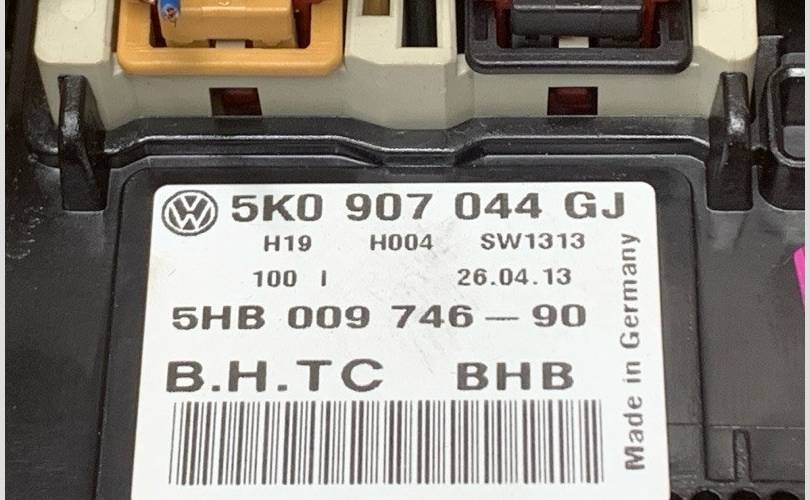 5K0 907 044 GJ
H19 H004 SW1313
100 I 26.04.13
5HB 009 746-90
B.H.TC BHB
Made in Germany